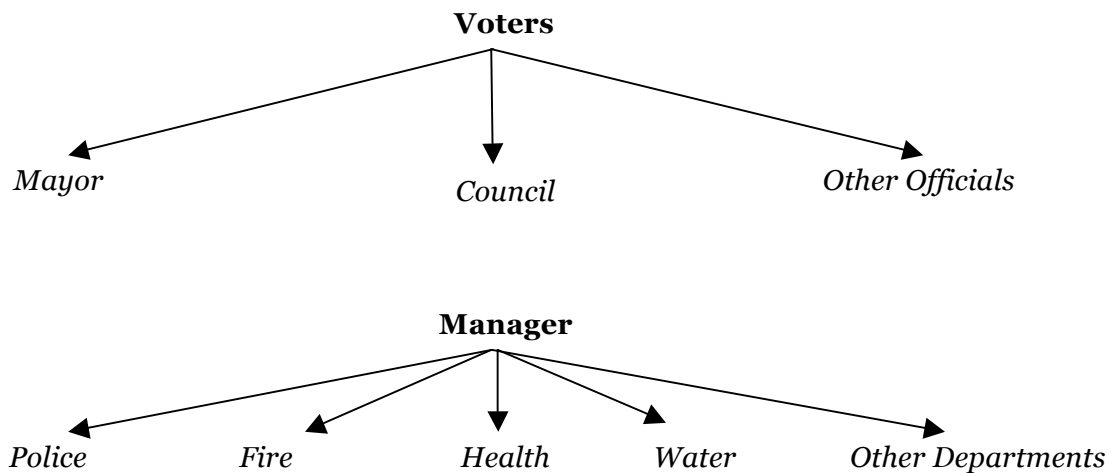 Voters
Mayor
Council
Other Officials
Manager
Police
Fire
Health
Water
Other Departments